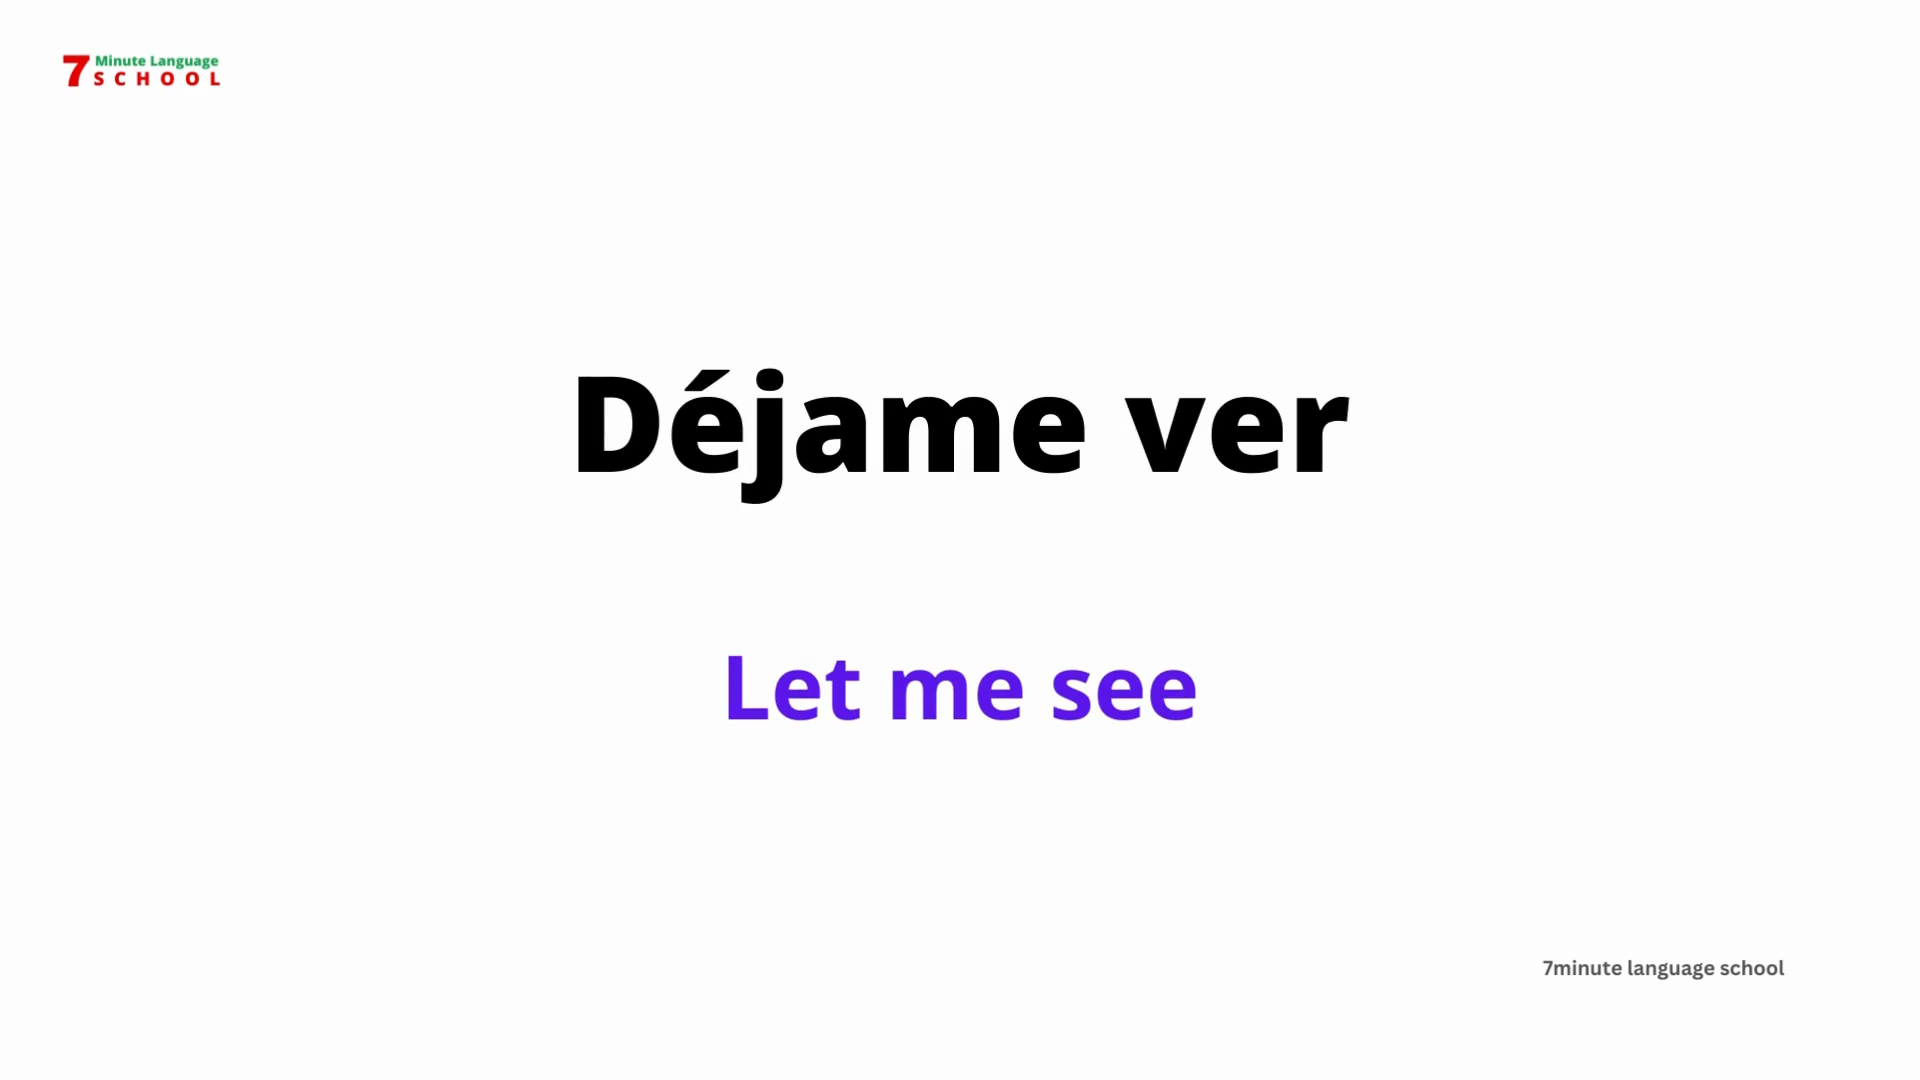 7 Minute Language
SCHOOL
Déjame ver
Let me see
7minute language school